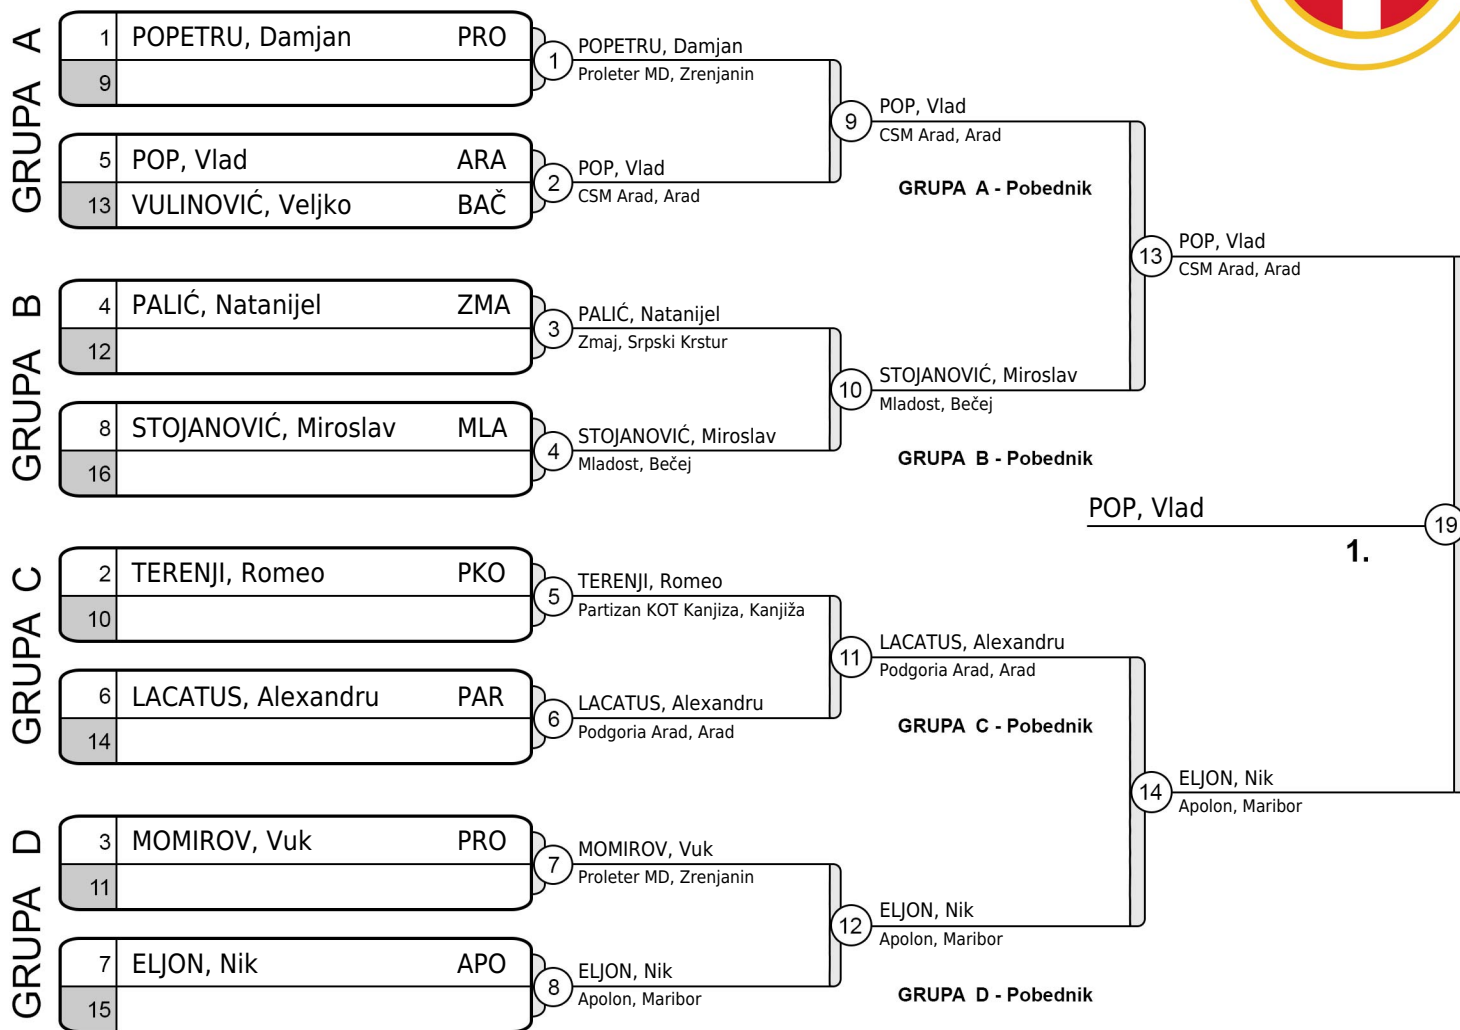 GRUPA A
1 POPETRU, Damjan PRO
9
5 POP, Vlad ARA
13 VULINOVIĆ, Veljko BAČ
GRUPA B
4 PALIĆ, Natanijel ZMA
12
8 STOJANOVIĆ, Miroslav MLA
16
GRUPA C
2 TERENJI, Romeo PKO
10
6 LACATUS, Alexandru PAR
14
GRUPA D
3 MOMIROV, Vuk PRO
11
7 ELJON, Nik APO
15
1 POPETRU, Damjan
Proleter MD, Zrenjanin
2 POP, Vlad
CSM Arad, Arad
3 PALIĆ, Natanijel
Zmaj, Srpski Krstur
4 STOJANOVIĆ, Miroslav
Mladost, Bečej
5 TERENJI, Romeo
Partizan KOT Kanjiza, Kanjiža
6 LACATUS, Alexandru
Podgoria Arad, Arad
7 MOMIROV, Vuk
Proleter MD, Zrenjanin
8 ELJON, Nik
Apolon, Maribor
9 POP, Vlad
CSM Arad, Arad
GRUPA A - Pobednik
10 STOJANOVIĆ, Miroslav
Mladost, Bečej
GRUPA B - Pobednik
11 LACATUS, Alexandru
Podgoria Arad, Arad
GRUPA C - Pobednik
12 ELJON, Nik
Apolon, Maribor
GRUPA D - Pobednik
13 POP, Vlad
CSM Arad, Arad
14 ELJON, Nik
Apolon, Maribor
POP, Vlad 19
1.